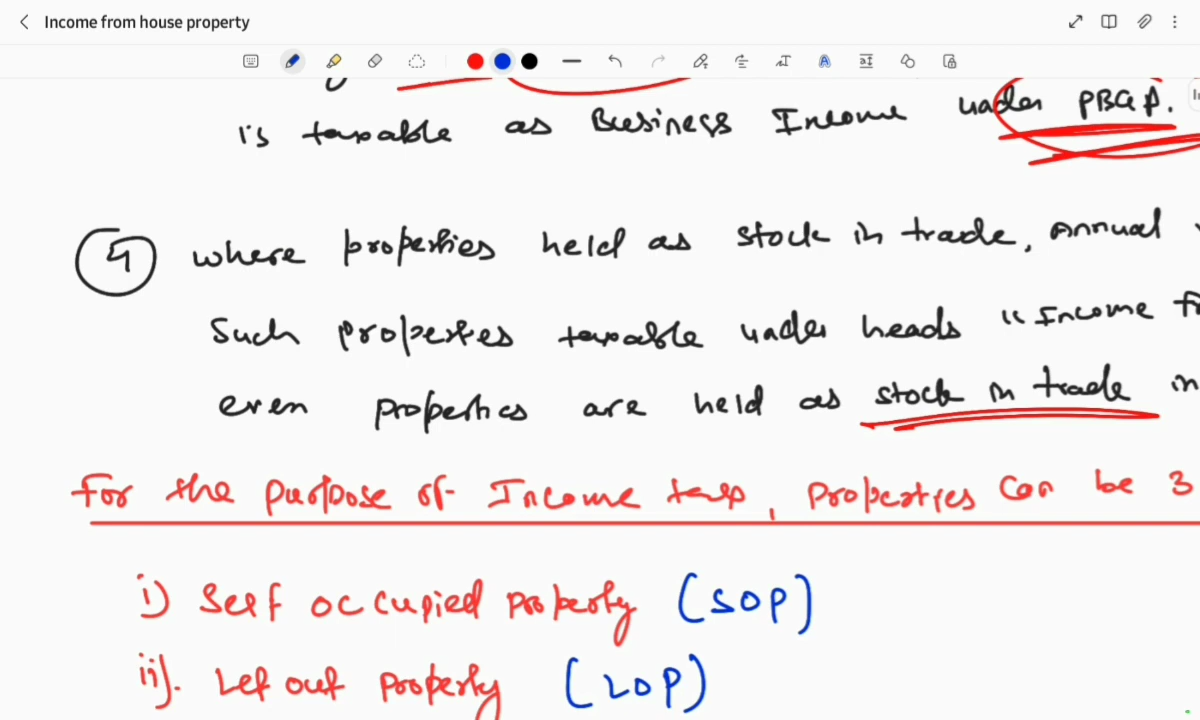 Income from house property
is taxable as Business Income under PBGP.
4 where properties held as stock in trade, Annual
Such properties taxable under heads "Income
even properties are held as stock in trade in
For the purpose of Income tax, Properties Can be 3
i) Self occupied property (SOP)
ii). Let out property (LOP)